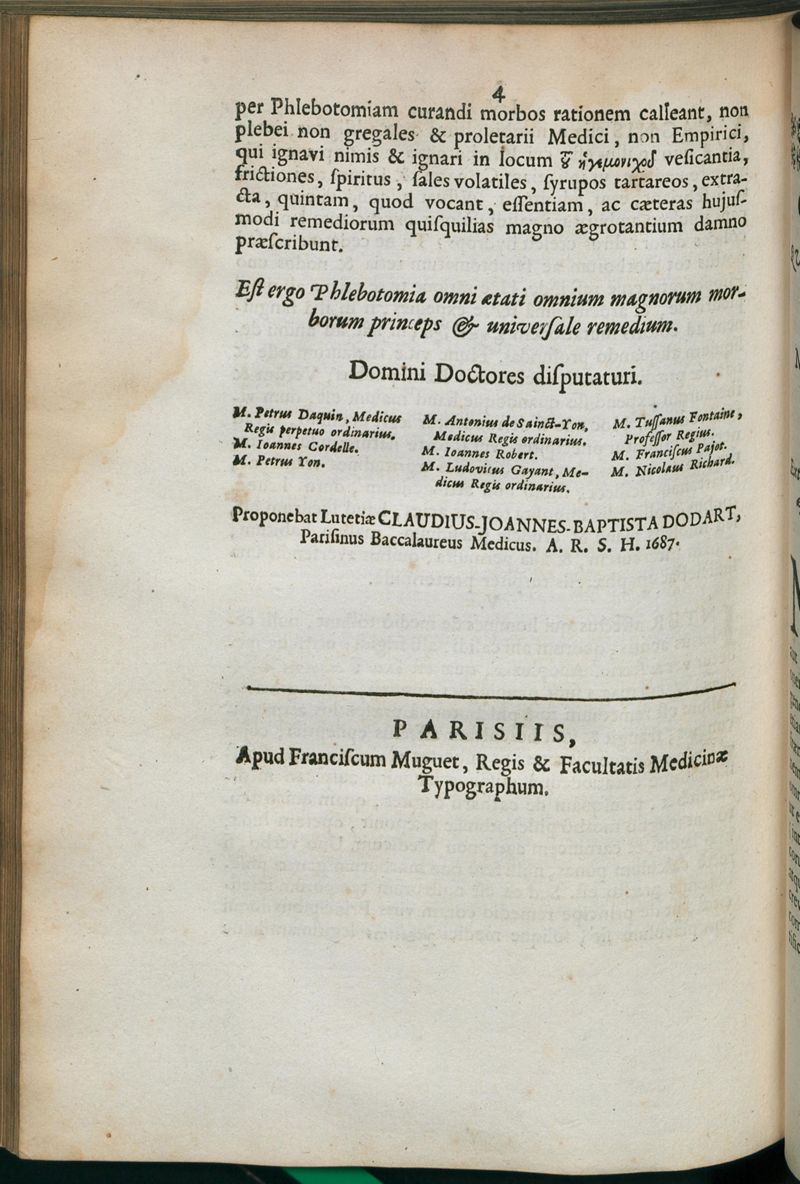 4
per Phlebotomiam curandi morbos rationem calleant, non
plebei non gregales & proletarii Medici, non Empirici,
qui ignavi nimis & ignari in locum ȣ̃ ἡγεμονιχοῦ veſicantia,
frictiones, ſpiritus, ſales volatiles, ſyrupos tartareos, extra-
cta, quintam, quod vocant, eſſentiam, ac cæteras hujuſ-
modi remediorum quiſquilias magno ægrotantium damno
præſcribunt.
Eſt ergo Phlebotomia omni ætati omnium magnorum mor-
borum princeps & univerſale remedium.
Domini Doctores diſputaturi.
M. Petrus Daquin, Medicus
Regis perpetuo ordinarius.
M. Ioannes Cordelle.
M. Petrus Yon.
M. Antonius de Sainct-Yon,
Medicus Regis ordinarius.
M. Ioannes Robert.
M. Ludovicus Gayant, Me-
dicus Regis ordinarius.
M. Tuſſanus Fontaine,
Profeſſor Regius.
M. Franciſcus Pajot.
M. Nicolaus Richard.
Proponebat Lutetiæ CLAUDIUS-JOANNES-BAPTISTA DODART,
Pariſinus Baccalaureus Medicus. A. R. S. H. 1687.
PARISIIS,
Apud Franciſcum Muguet, Regis & Facultatis Medicinæ
Typographum.